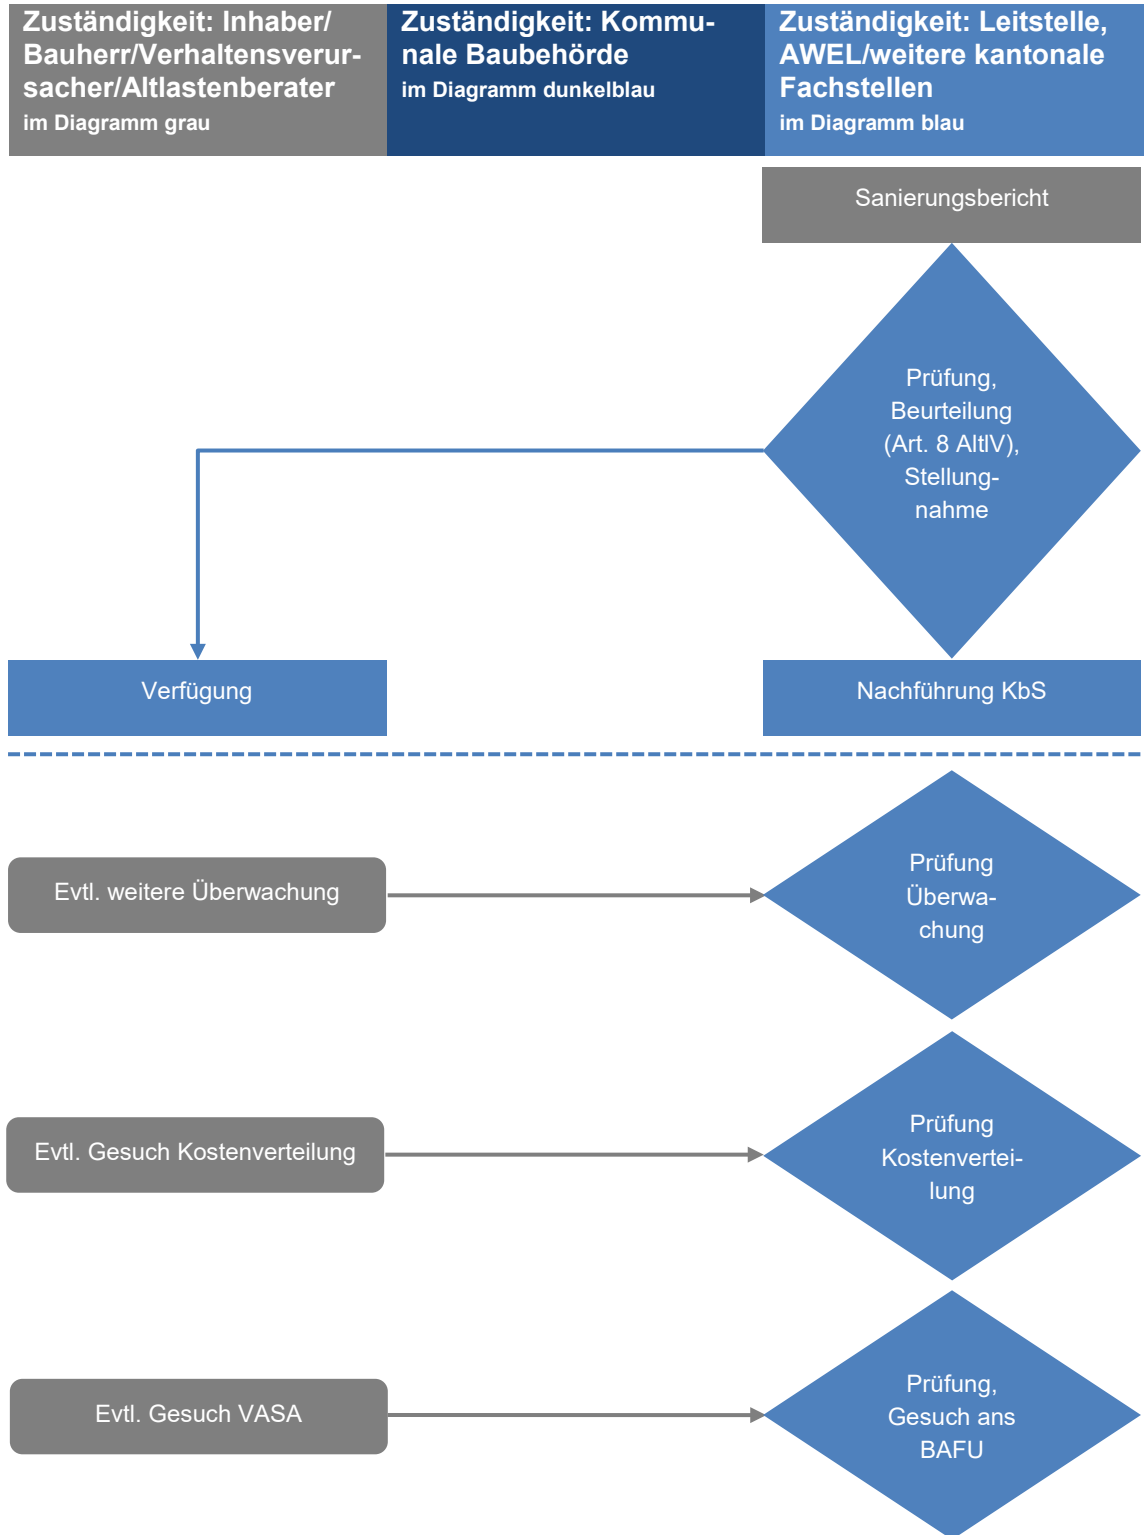 Zuständigkeit: Inhaber/
Bauherr/Verhaltensverur-
sacher/Altlastenberater
im Diagramm grau
Zuständigkeit: Kommu-
nale Baubehörde
im Diagramm dunkelblau
Zuständigkeit: Leitstelle,
AWEL/weitere kantonale
Fachstellen
im Diagramm blau
Sanierungsbericht
Prüfung,
Beurteilung
(Art. 8 AltlV),
Stellung-
nahme
Verfügung
Nachführung KbS
Evtl. weitere Überwachung
Prüfung
Überwa-
chung
Evtl. Gesuch Kostenverteilung
Prüfung
Kostenvertei-
lung
Evtl. Gesuch VASA
Prüfung,
Gesuch ans
BAFU